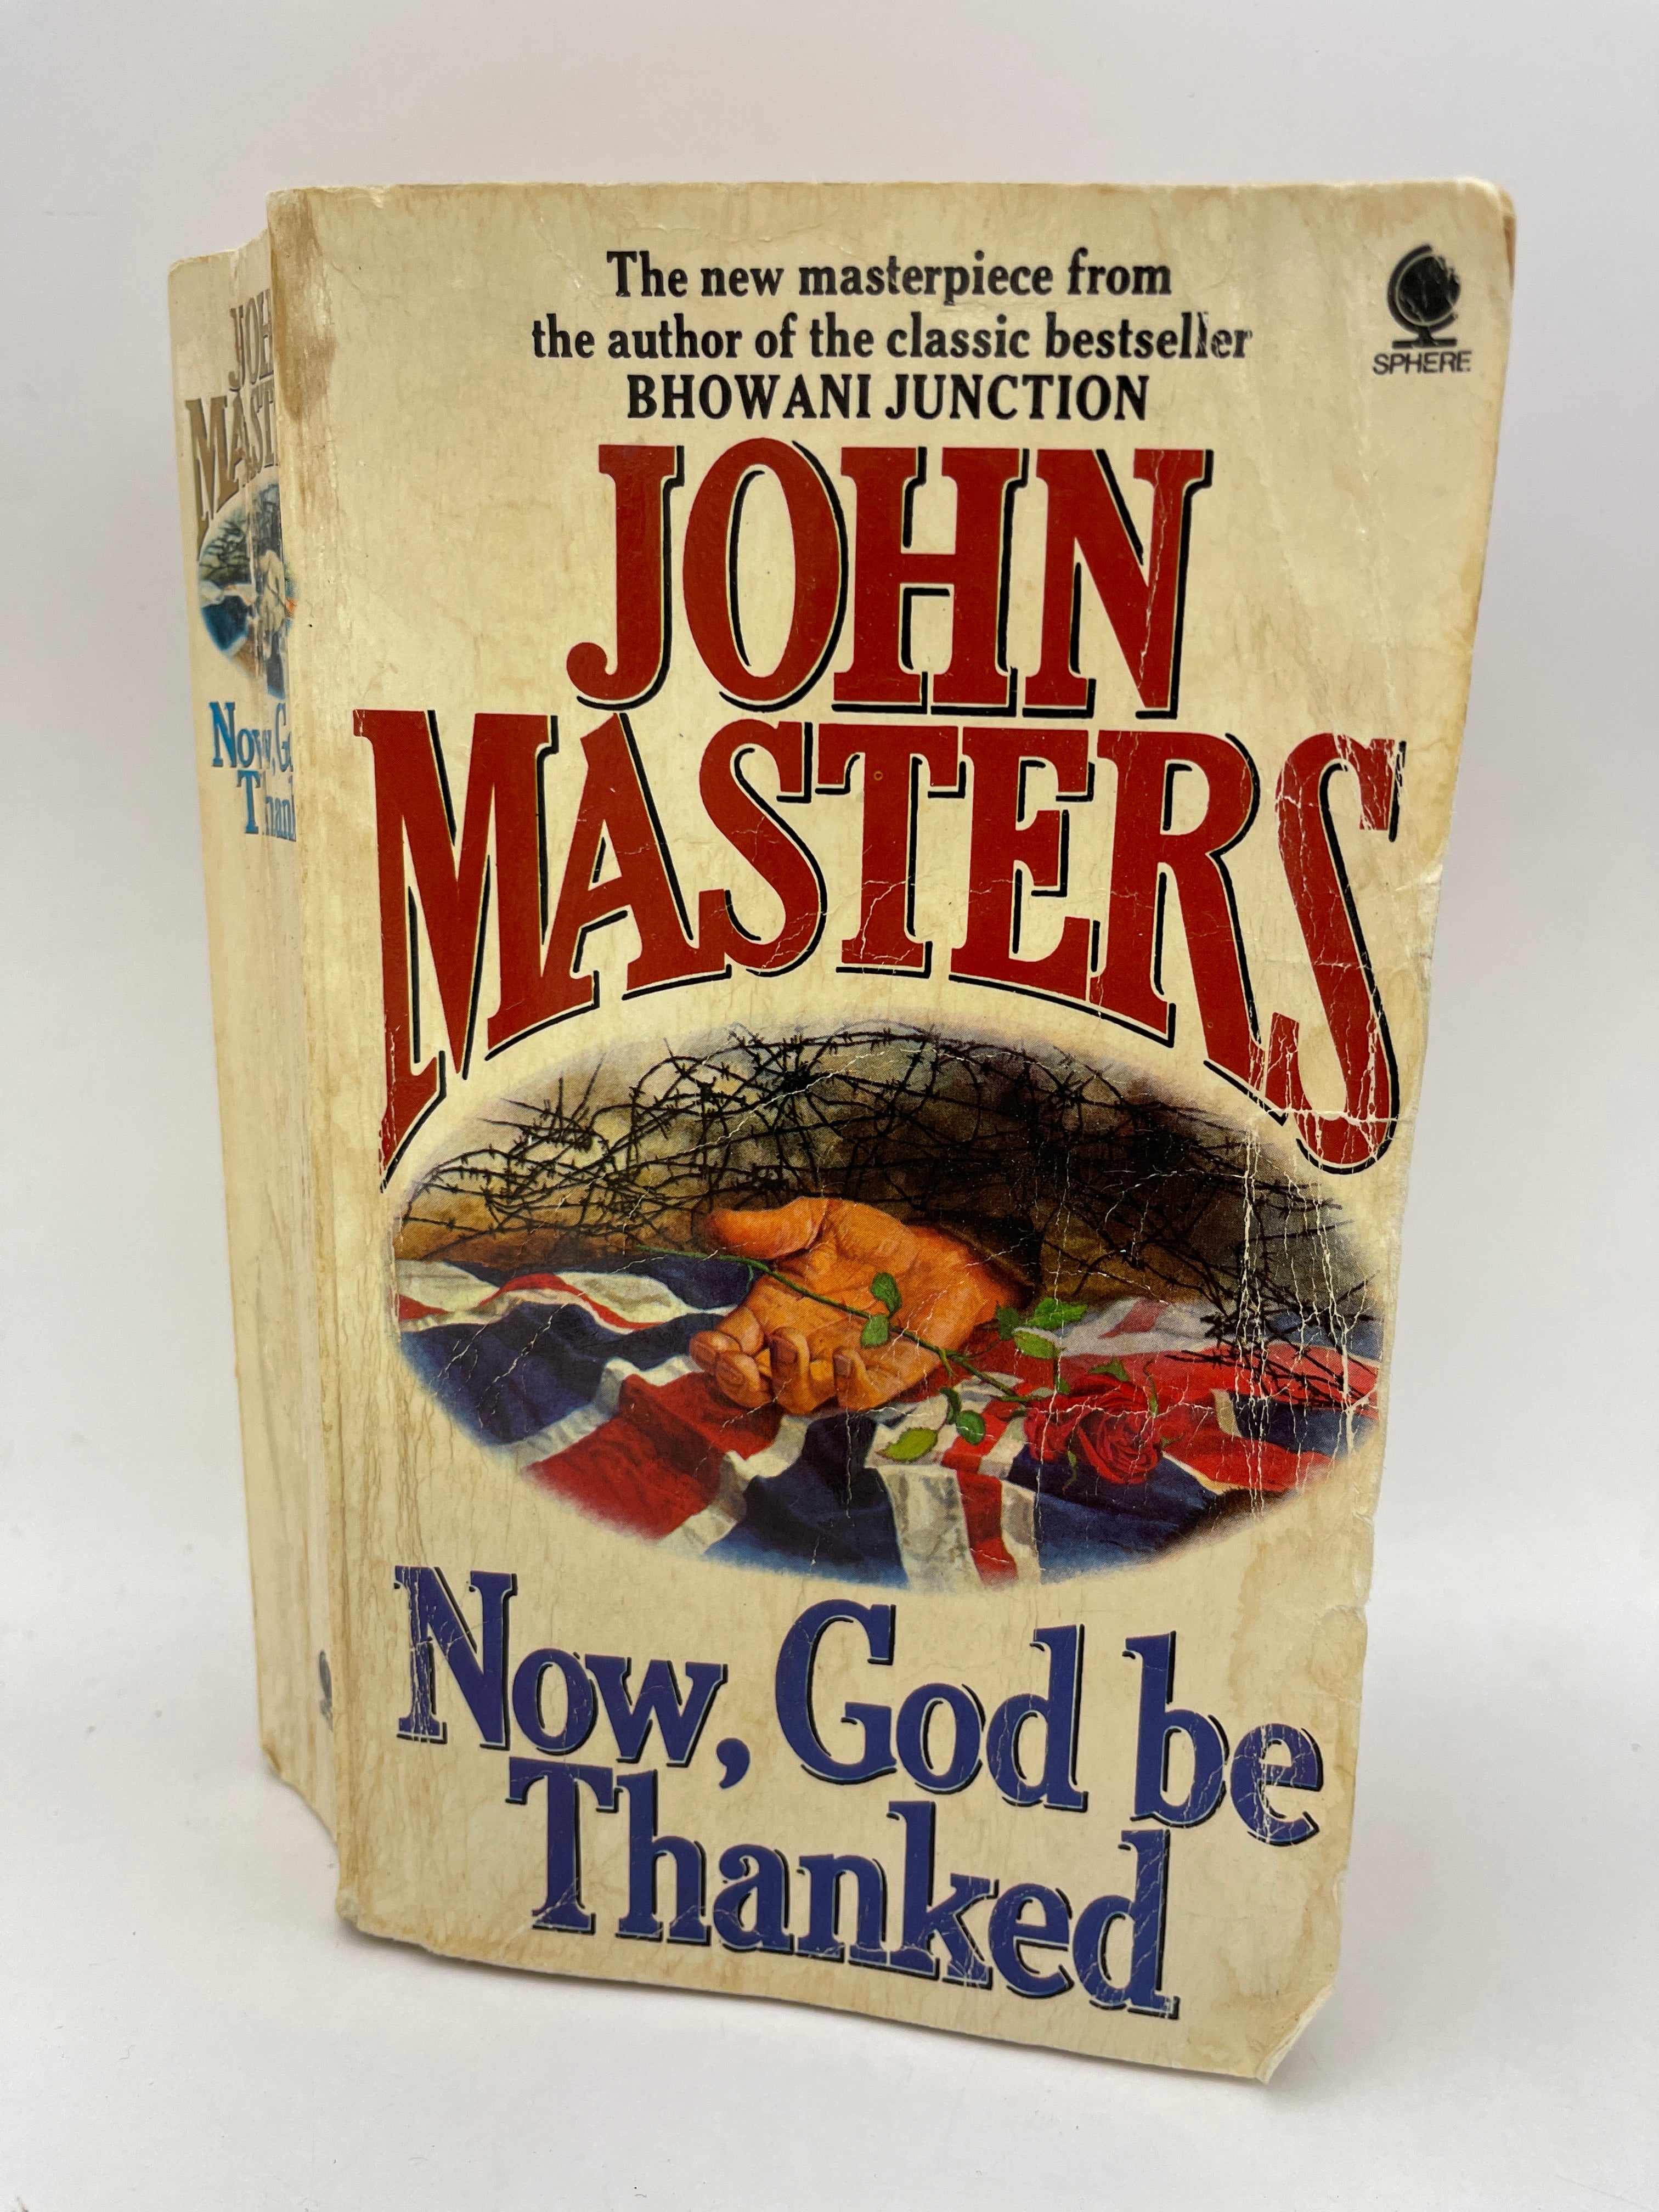 The new masterpiece from
the author of the classic bestseller
BHOWANI JUNCTION
SPHERE
JOHN
MASTERS
Now, God be
Thanked
Now,